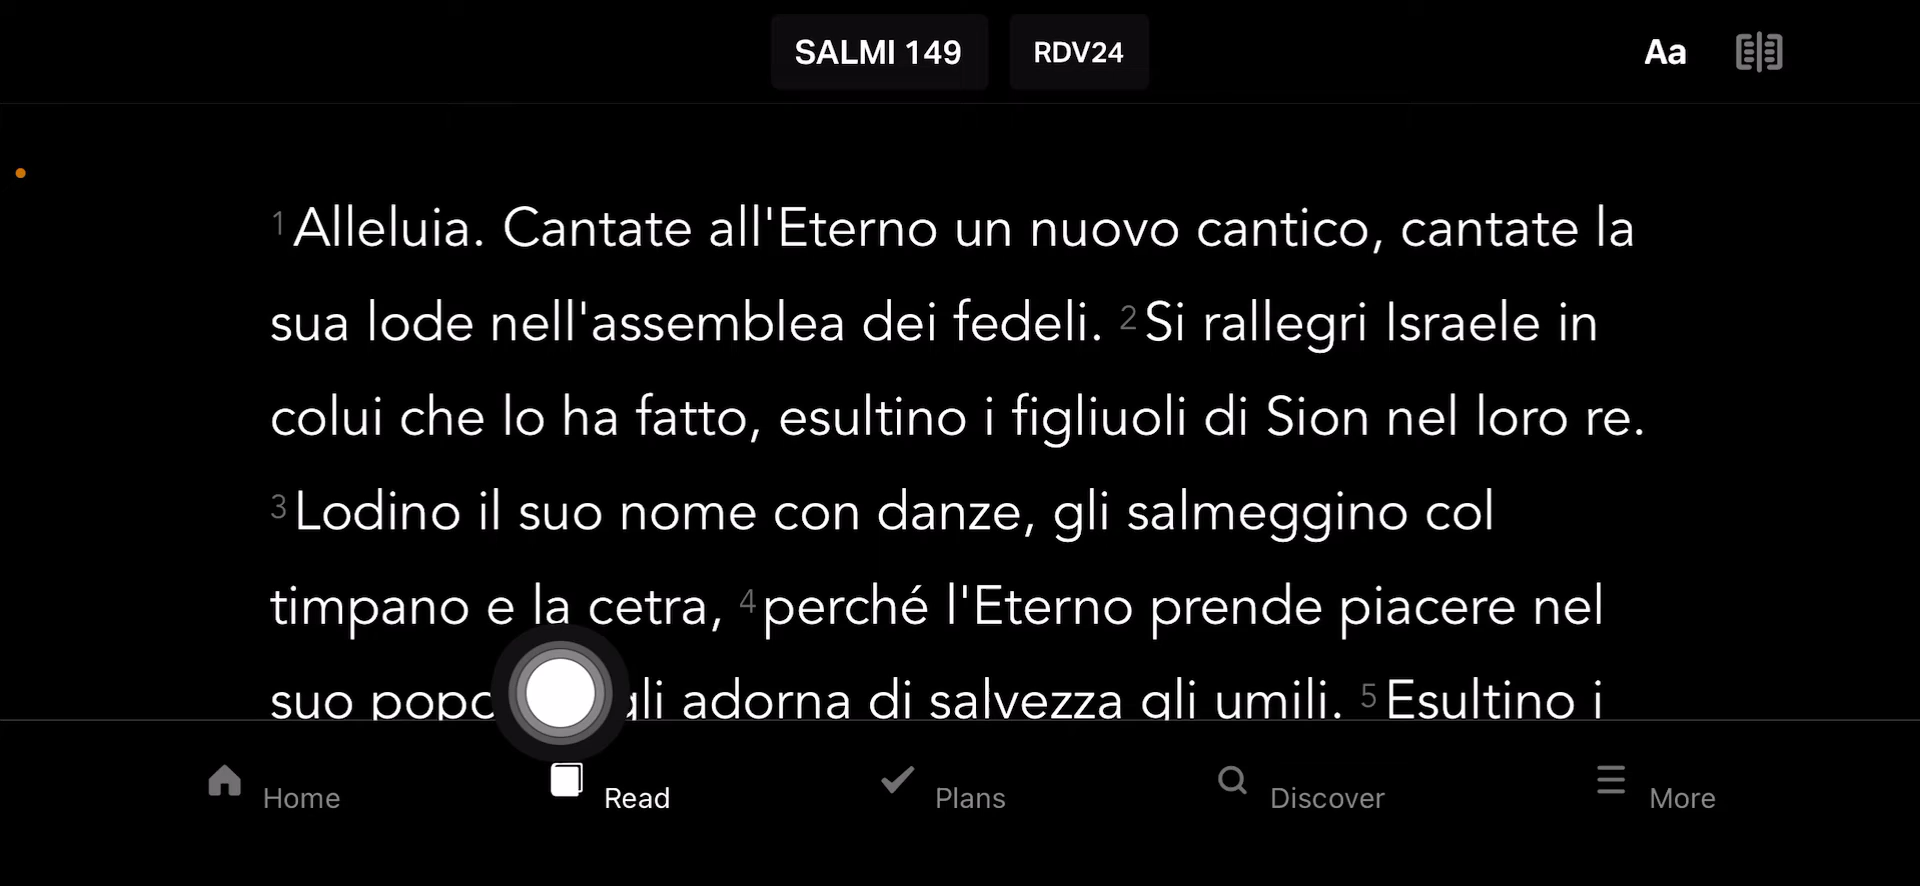 SALMI 149 RDV24 Aa
1 Alleluia. Cantate all'Eterno un nuovo cantico, cantate la
sua lode nell'assemblea dei fedeli. 2 Si rallegri Israele in
colui che lo ha fatto, esultino i figliuoli di Sion nel loro re.
3 Lodino il suo nome con danze, gli salmeggino col
timpano e la cetra, 4 perché l'Eterno prende piacere nel
suo adorna di salvezza gli umili. 5 Esultino i
Home Read Plans Discover More